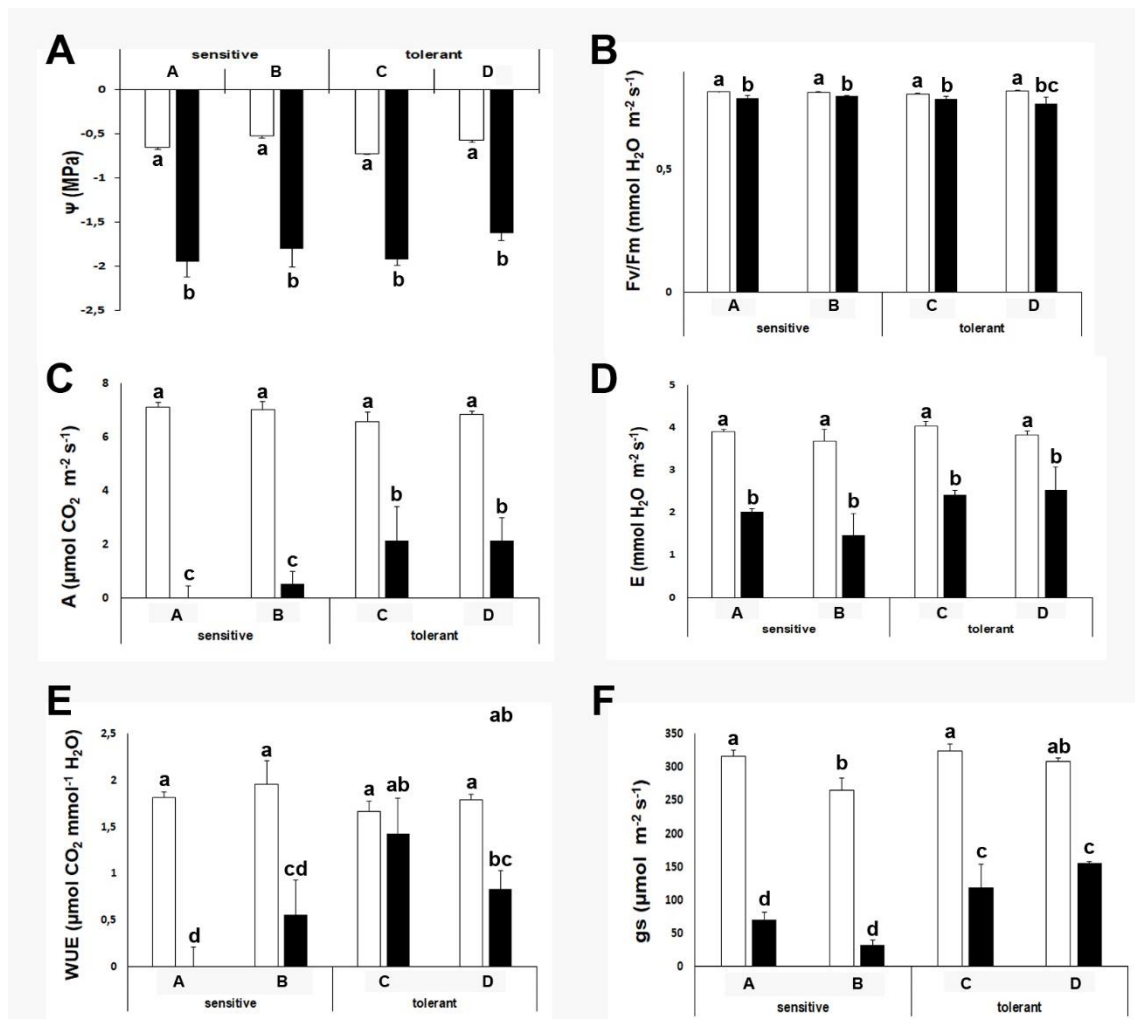 A
sensitive tolerant
A B C D
0
-0,5
-1
-1,5
-2
-2,5
Ψ (MPa)
a b a b a b a b
B
Fv/Fm (mmol H₂O m⁻² s⁻¹)
0,5
0
a b a b a b a bc
A B C D
sensitive tolerant
C
A (µmol CO₂ m⁻² s⁻¹)
8
6
4
2
0
a c a c a b a b
A B C D
sensitive tolerant
D
E (mmol H₂O m⁻² s⁻¹)
5
4
3
2
1
0
a b a b a b a b
A B C D
sensitive tolerant
E
ab
WUE (µmol CO₂ mmol⁻¹ H₂O)
2,5
2
1,5
1
0,5
0
a d a cd a ab a bc
A B C D
sensitive tolerant
F
gs (µmol m⁻² s⁻¹)
350
300
250
200
150
100
50
0
a d b d a c ab c
A B C D
sensitive tolerant